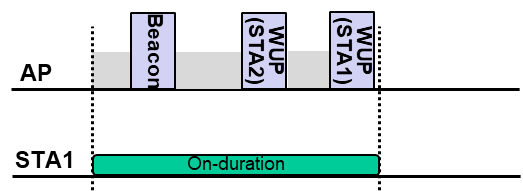 Beacon
WUP
(STA2)
WUP
(STA1)
AP
STA1
On-duration